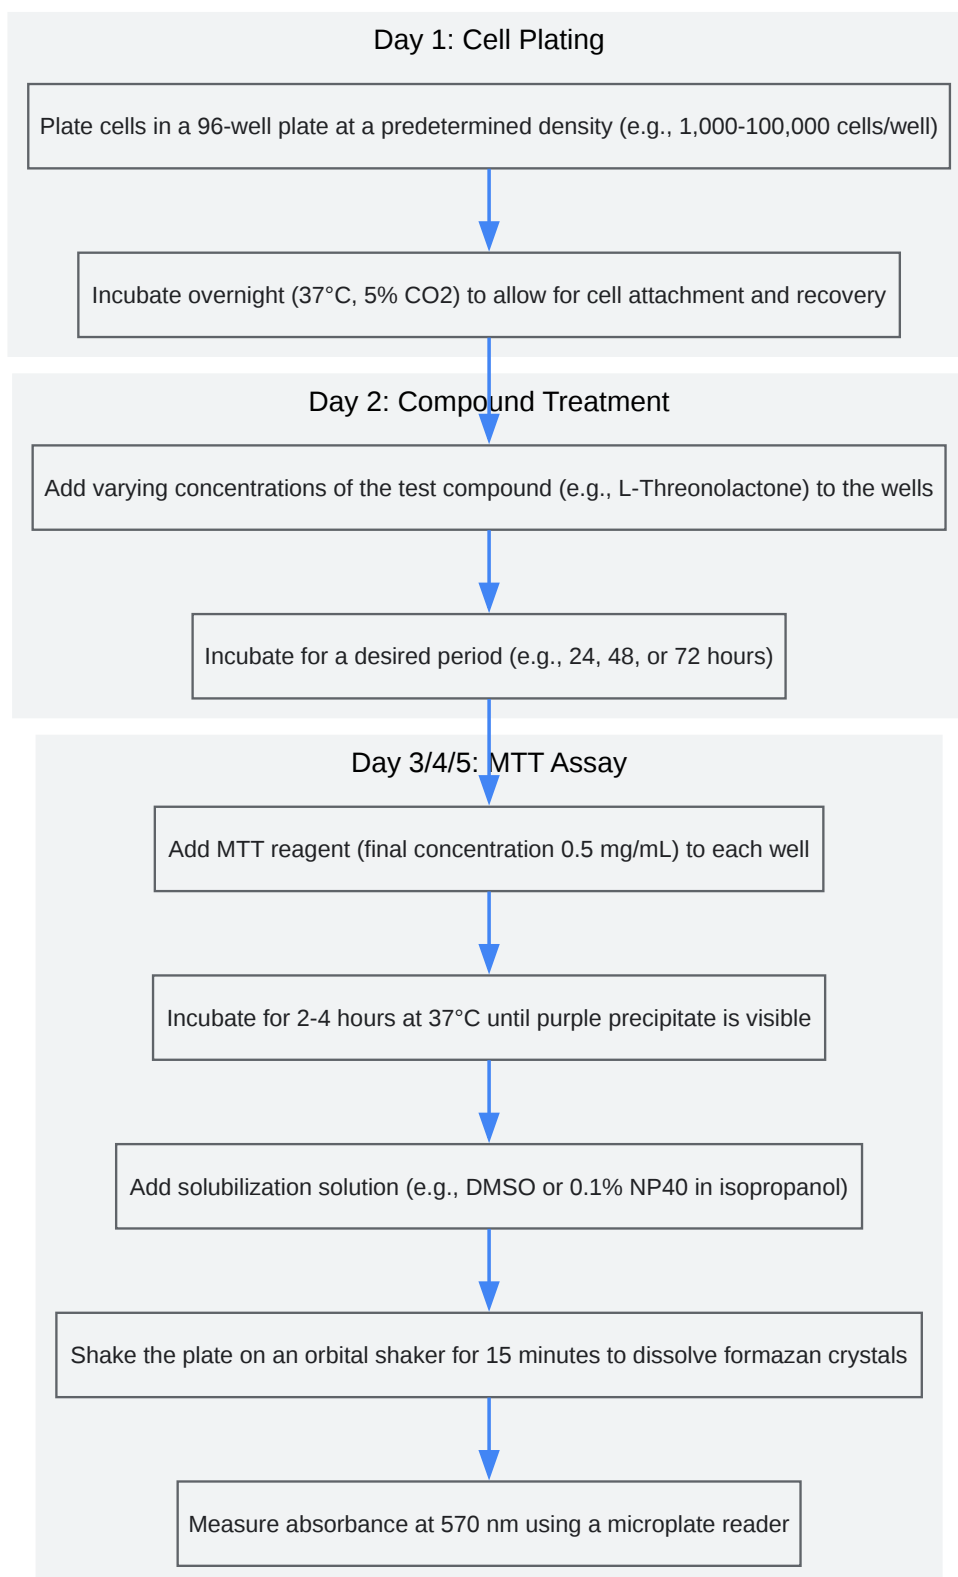 Day 1: Cell Plating
Plate cells in a 96-well plate at a predetermined density (e.g., 1,000-100,000 cells/well)
Incubate overnight (37°C, 5% CO2) to allow for cell attachment and recovery
Day 2: Compound Treatment
Add varying concentrations of the test compound (e.g., L-Threonolactone) to the wells
Incubate for a desired period (e.g., 24, 48, or 72 hours)
Day 3/4/5: MTT Assay
Add MTT reagent (final concentration 0.5 mg/mL) to each well
Incubate for 2-4 hours at 37°C until purple precipitate is visible
Add solubilization solution (e.g., DMSO or 0.1% NP40 in isopropanol)
Shake the plate on an orbital shaker for 15 minutes to dissolve formazan crystals
Measure absorbance at 570 nm using a microplate reader